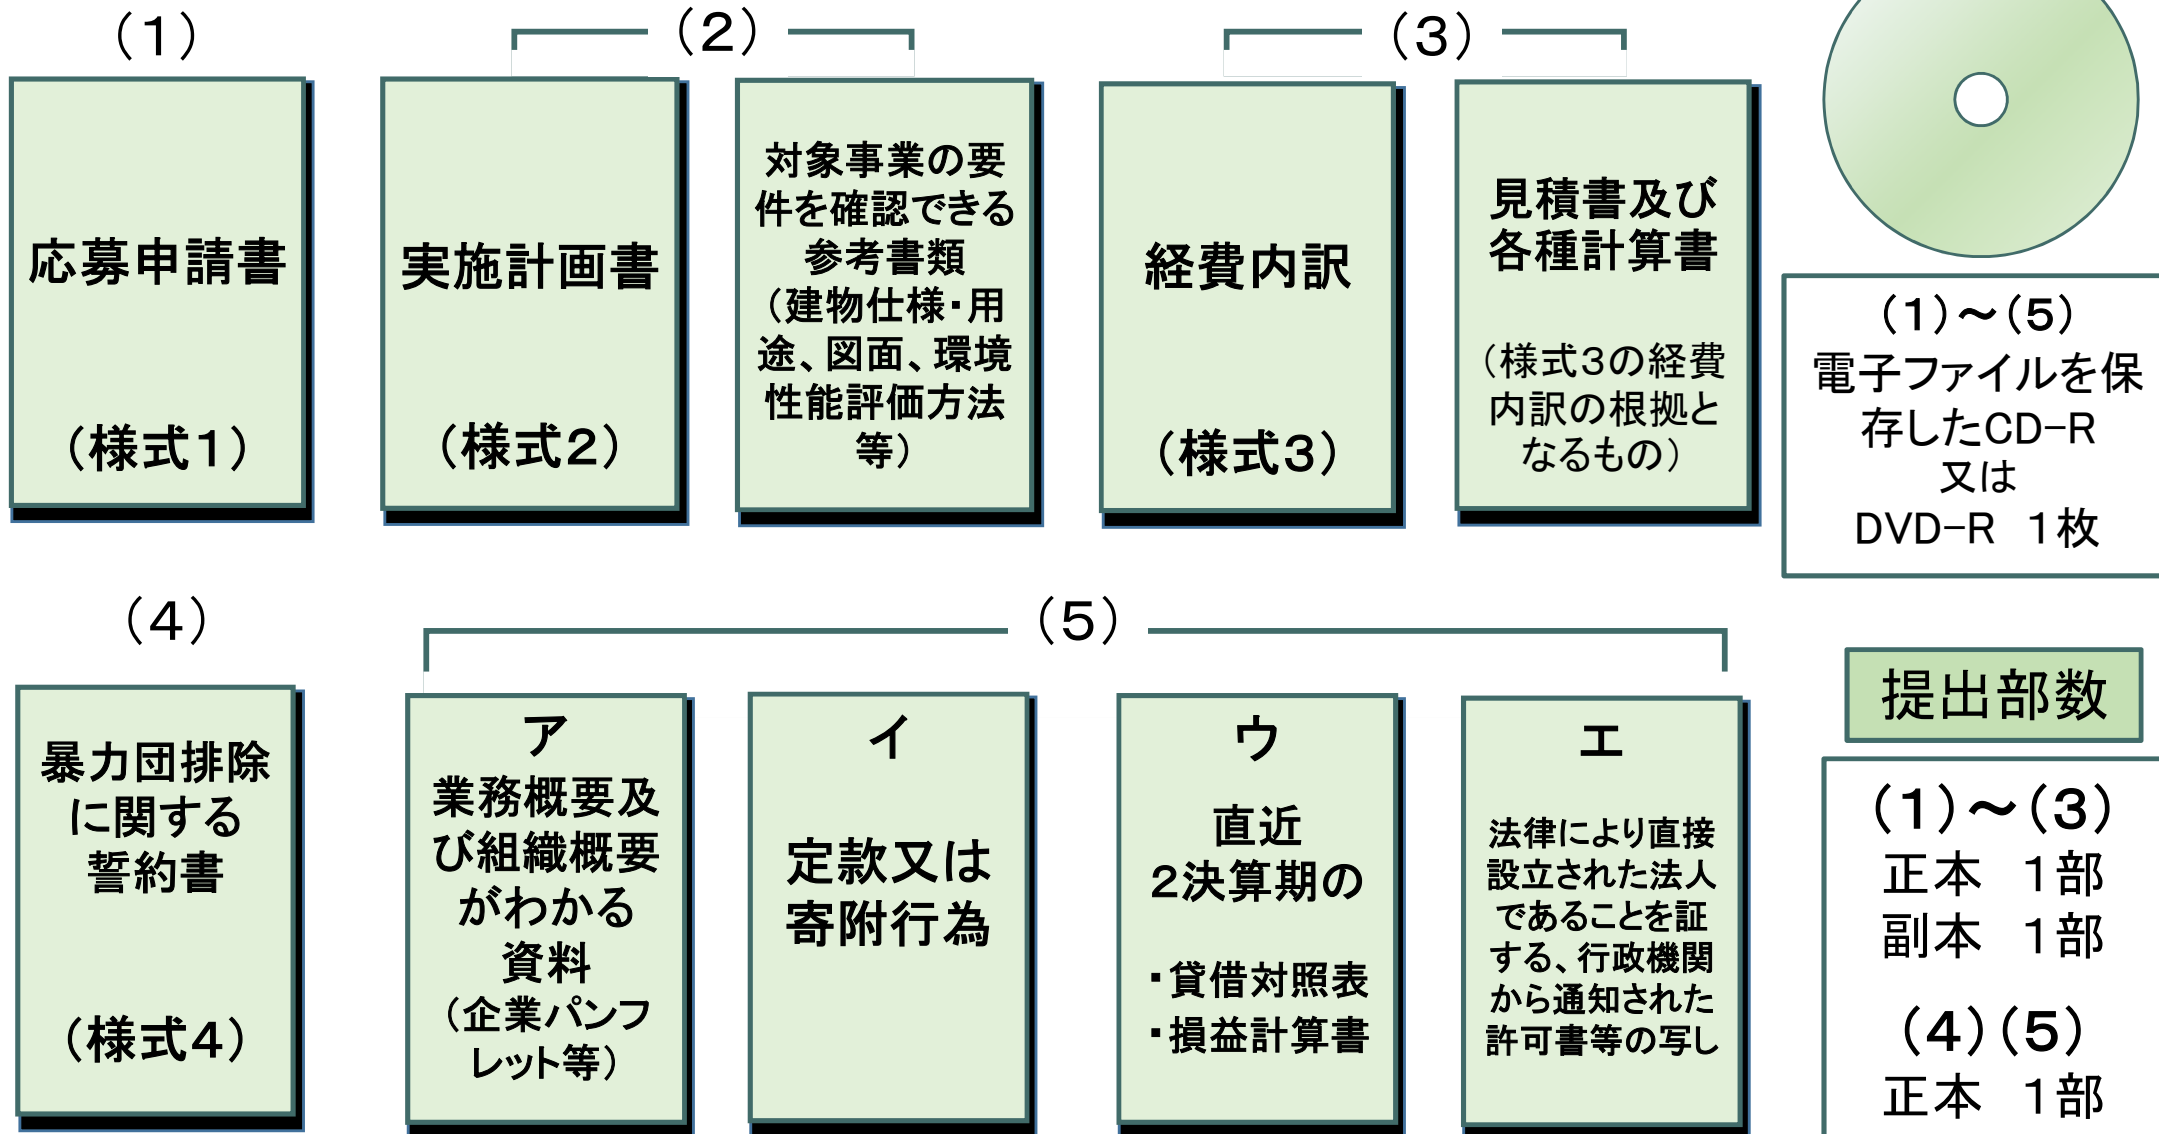 （１）
応募申請書
（様式１）
（２）
実施計画書
（様式２）
対象事業の要
件を確認できる
参考書類
（建物仕様・用
途、図面、環境
性能評価方法
等）
（３）
経費内訳
（様式３）
見積書及び
各種計算書
（様式３の経費
内訳の根拠と
なるもの）
（１）～（５）
電子ファイルを保
存したCD−R
又は
DVD−R　１枚
（４）
暴力団排除
に関する
誓約書
（様式４）
（５）
ア
業務概要及
び組織概要
がわかる
資料
（企業パンフ
レット等）
イ
定款又は
寄附行為
ウ
直近
２決算期の
・貸借対照表
・損益計算書
エ
法律により直接
設立された法人
であることを証
する、行政機関
から通知された
許可書等の写し
提出部数
（１）～（３）
正本　１部
副本　１部
（４）（５）
正本　１部